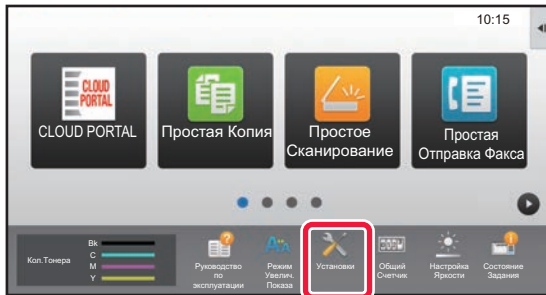 10:15
CLOUD
PORTAL
CLOUD PORTAL
Простая Копия
Простое
Сканирование
Простая
Отправка Факса
Кол.Тонера
Bk
C
M
Y
Руководство
по
эксплуатации
Режим
Увелич.
Показа
Установки
Общий
Счетчик
Настройка
Яркости
Состояние
Задания